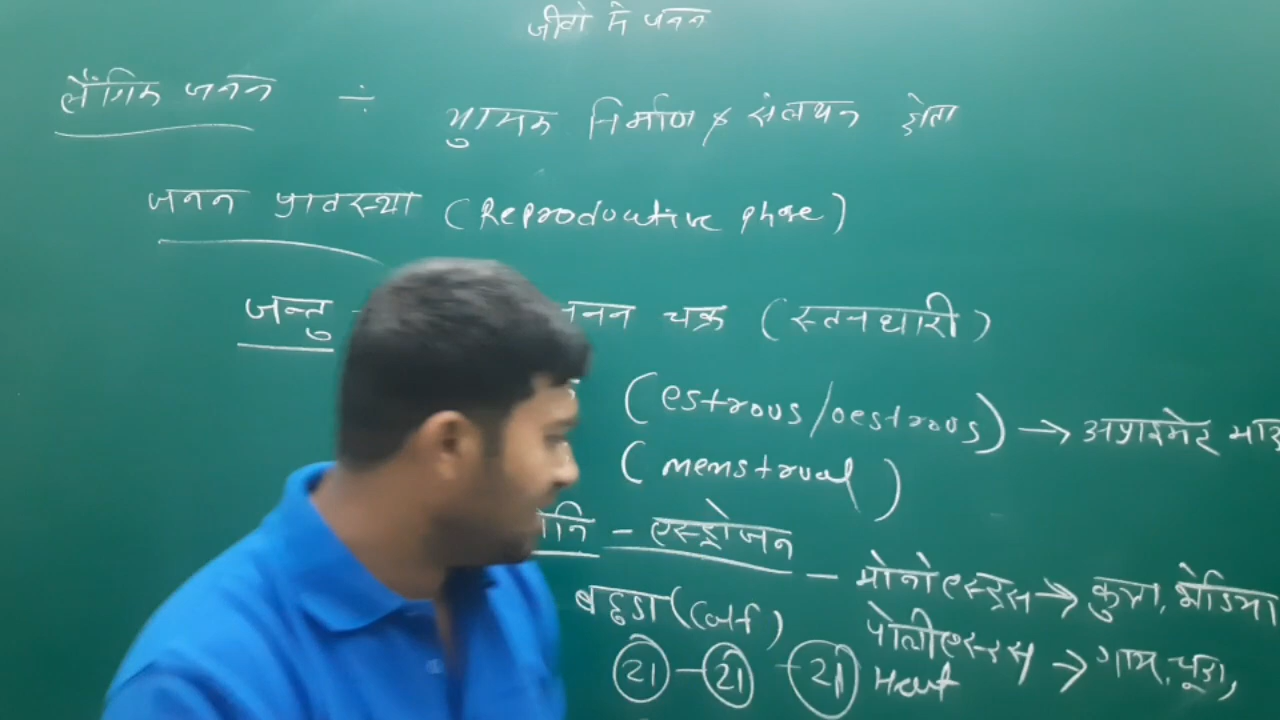 जीवो मे जनन
लैंगिक जनन ÷ युग्मक निर्माण & संलयन होता
जनन प्रावस्था (Reproductive phase)
जन्तु - जनन चक्र (स्तनधारी)
(estrous/oestrous) → अप्राइमेट
(menstrual)
एस्ट्रोजन
बछडा (Calf) - मोनोएस्ट्रस → कुत्ता, भेडिया
पोलीएस्ट्रस → गाय, चूहा,
21 - 21 - 21 Heat